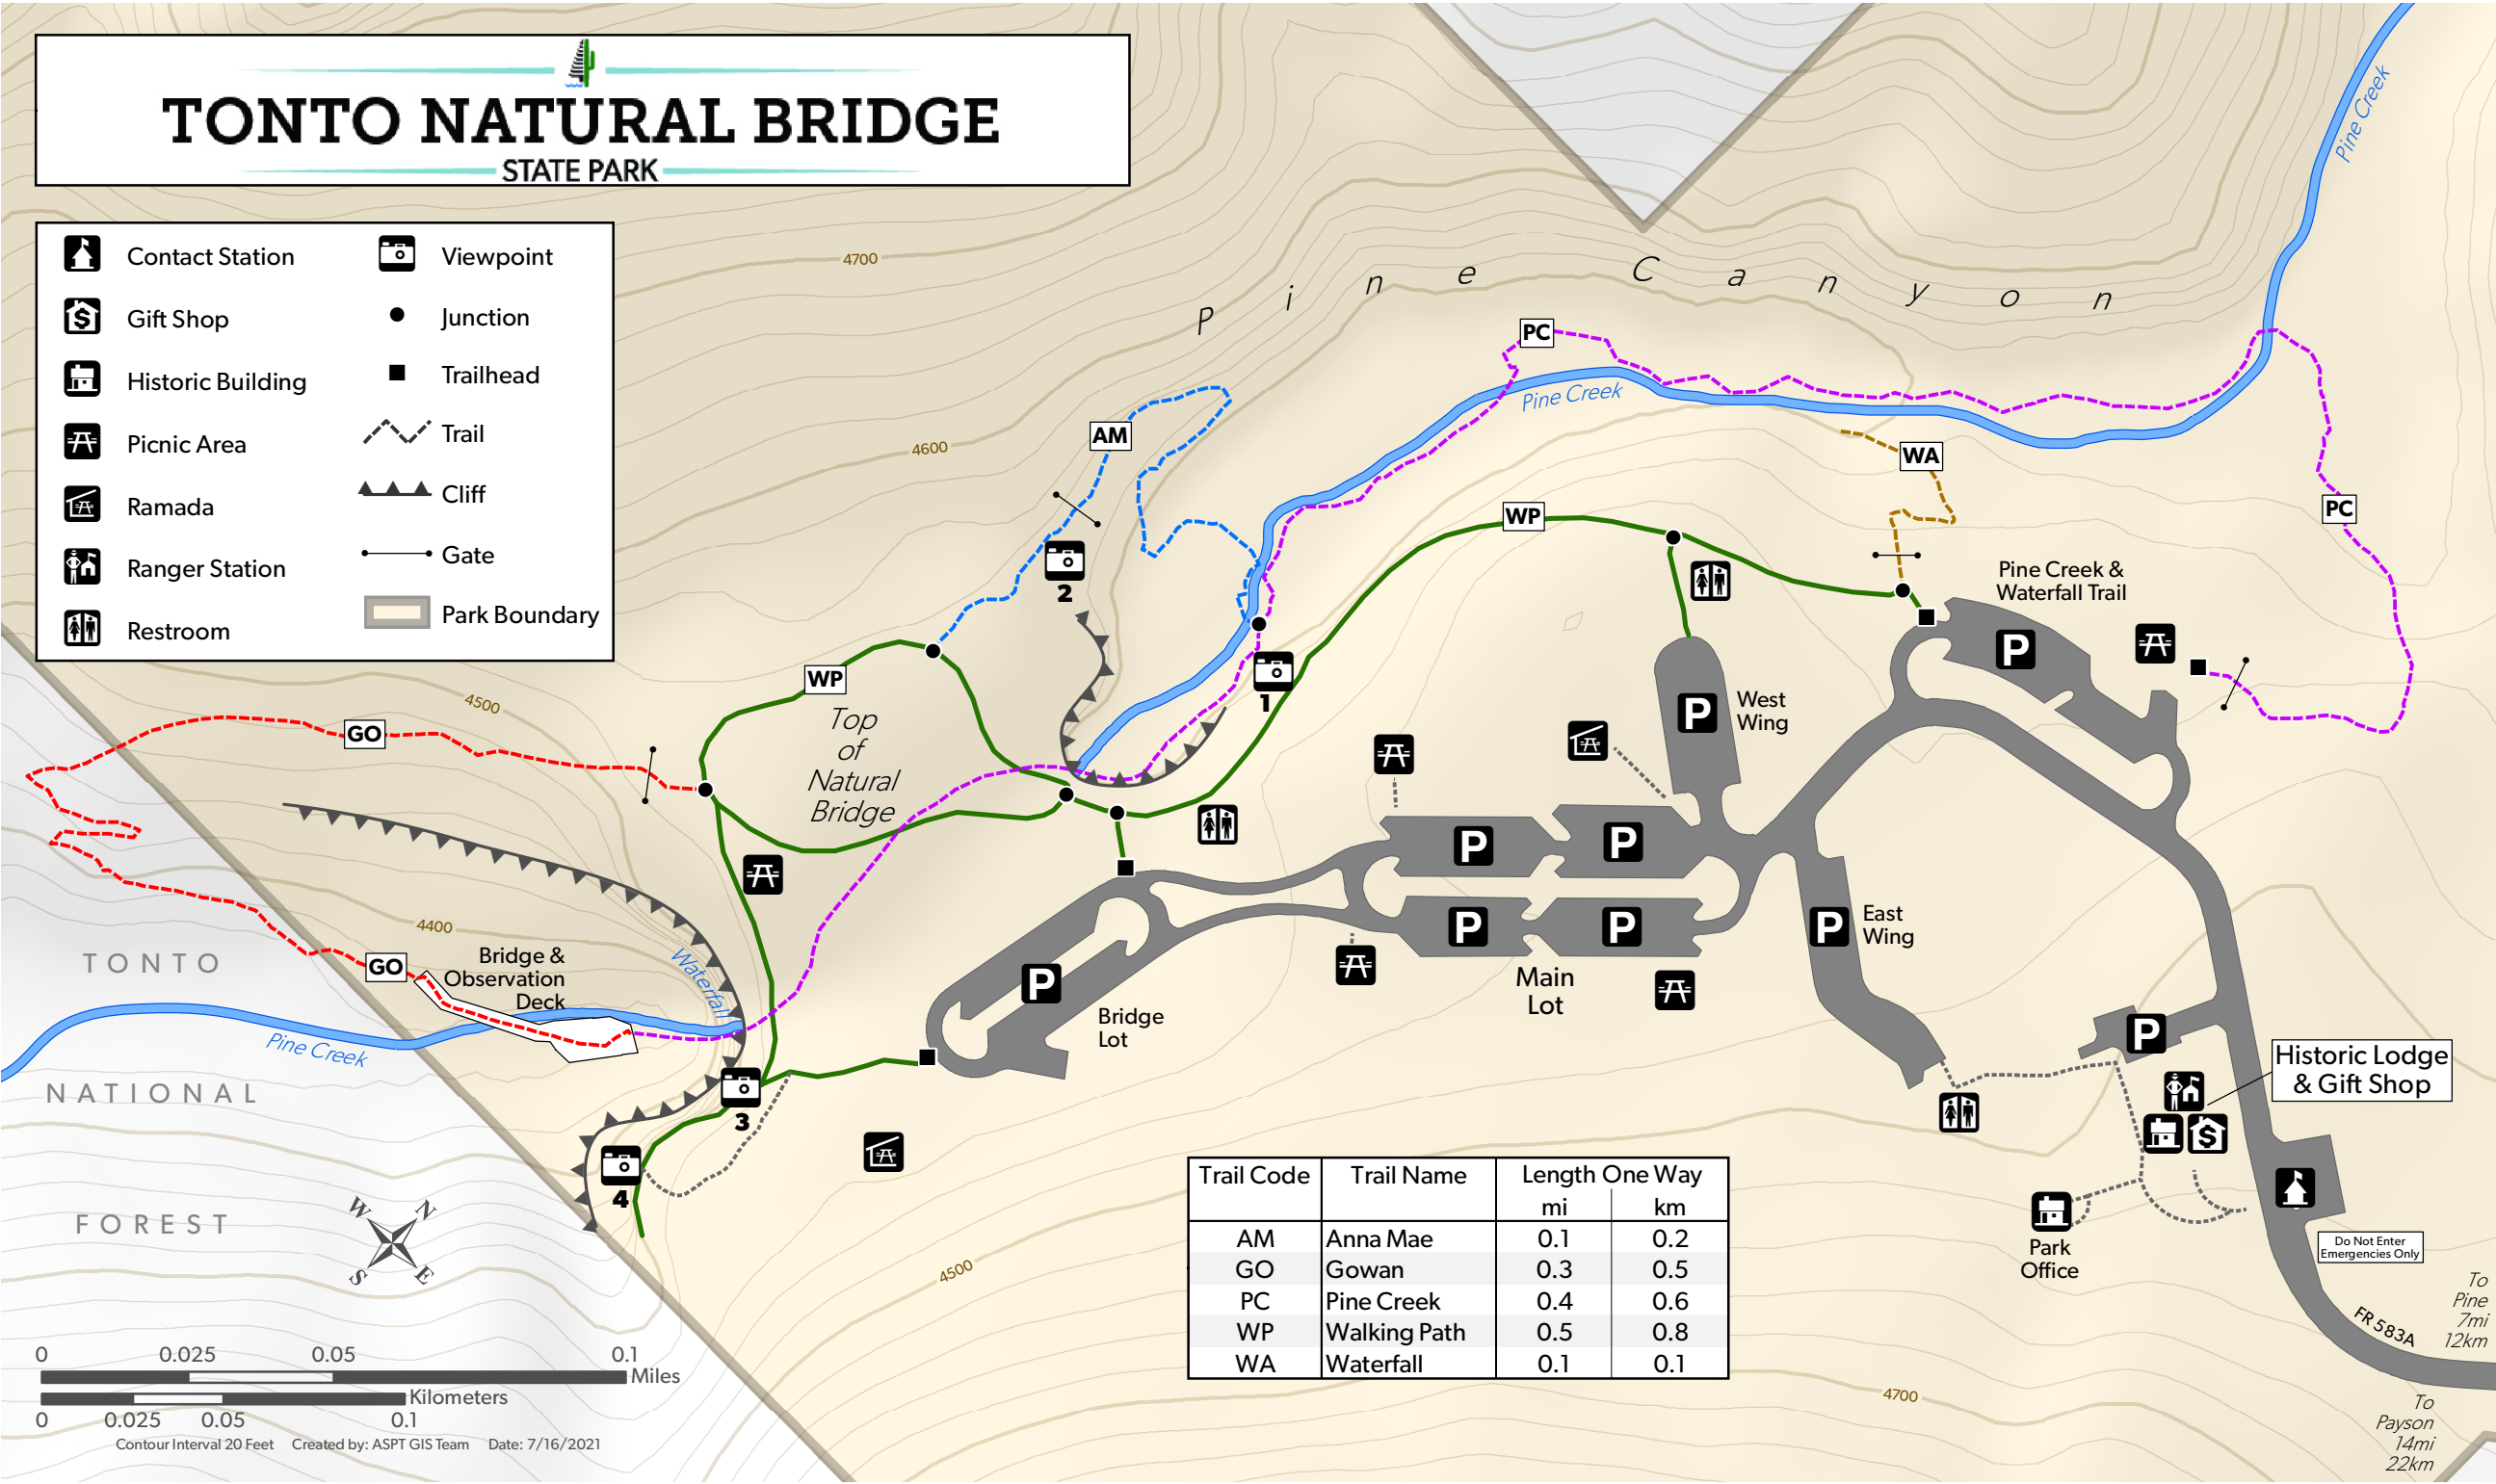 TONTO NATURAL BRIDGE
STATE PARK
Contact Station
Gift Shop
Historic Building
Picnic Area
Ramada
Ranger Station
Restroom
Viewpoint
Junction
Trailhead
Trail
Cliff
Gate
Park Boundary
Pine Creek
Pine Canyon
4700
4600
4500
4400
PC
Pine Creek
AM
WA
WP
PC
2
Pine Creek &
Waterfall Trail
P
WP
1
P
West
Wing
GO
Top
of
Natural
Bridge
P
P
P
P
P
East
Wing
Main
Lot
GO
Bridge &
Observation
Deck
Waterfall
Pine Creek
P
Bridge
Lot
P
Historic Lodge
& Gift Shop
3
4
TONTO
NATIONAL
FOREST
W
N
S
E
Park
Office
Do Not Enter
Emergencies Only
To
Pine
7mi
12km
FR 583A
To
Payson
14mi
22km
4500
4700
Trail Code Trail Name Length One Way
mi km
AM Anna Mae 0.1 0.2
GO Gowan 0.3 0.5
PC Pine Creek 0.4 0.6
WP Walking Path 0.5 0.8
WA Waterfall 0.1 0.1
0 0.025 0.05 0.1
Miles
Kilometers
0 0.025 0.05 0.1
Contour Interval 20 Feet Created by: ASPT GIS Team Date: 7/16/2021